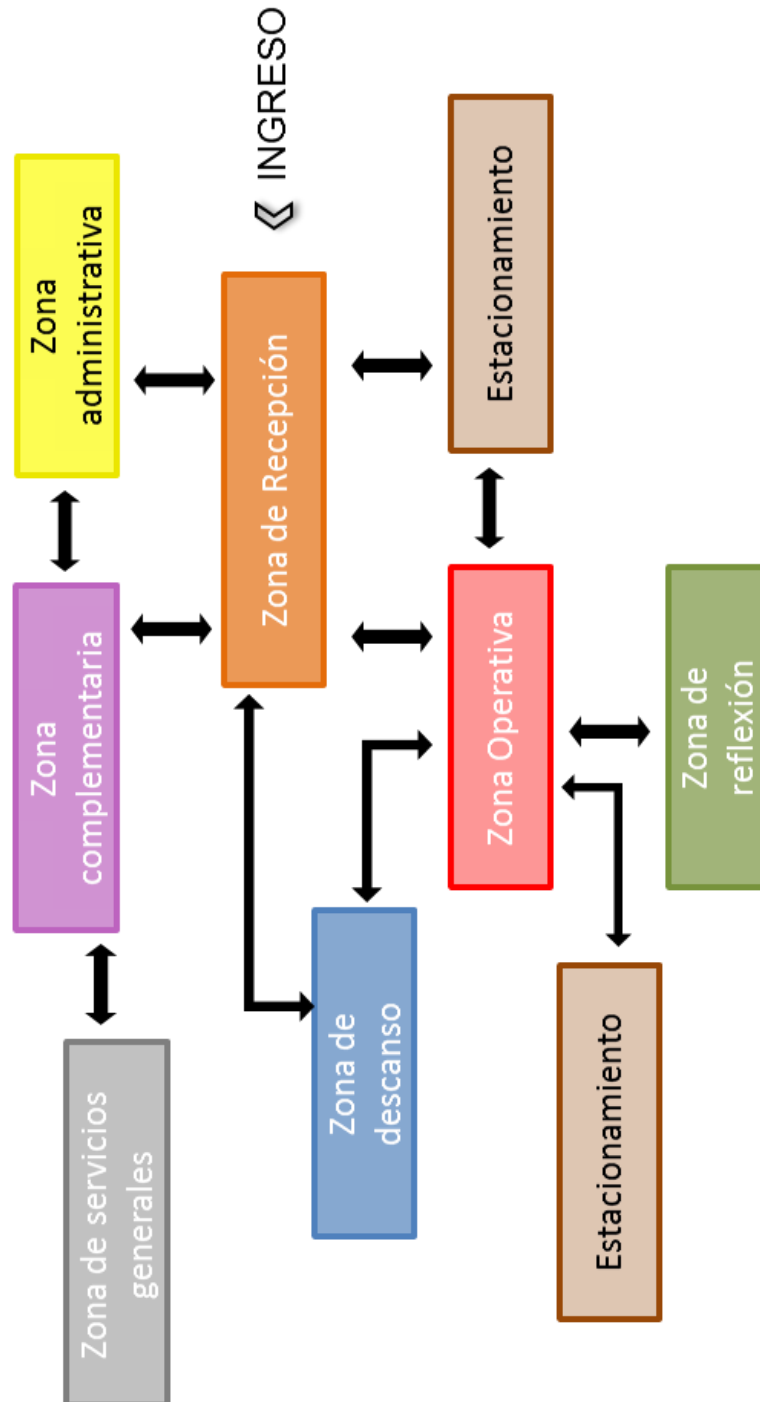 Zona de servicios
generales
Zona
complementaria
Zona
administrativa
Zona de Recepción
INGRESO
Zona de
descanso
Zona Operativa
Estacionamiento
Estacionamiento
Zona de
reflexión